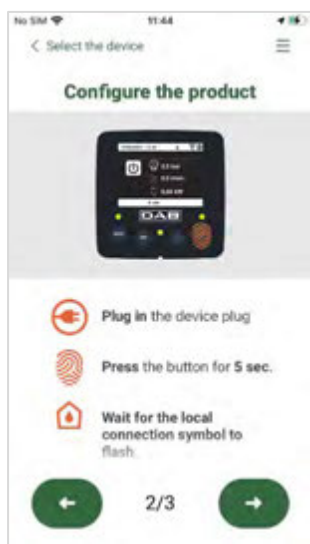 No SIM 11:44
Select the device
Configure the product
DAB
Plug in the device plug
Press the button for 5 sec.
Wait for the local
connection symbol to
flash.
2/3